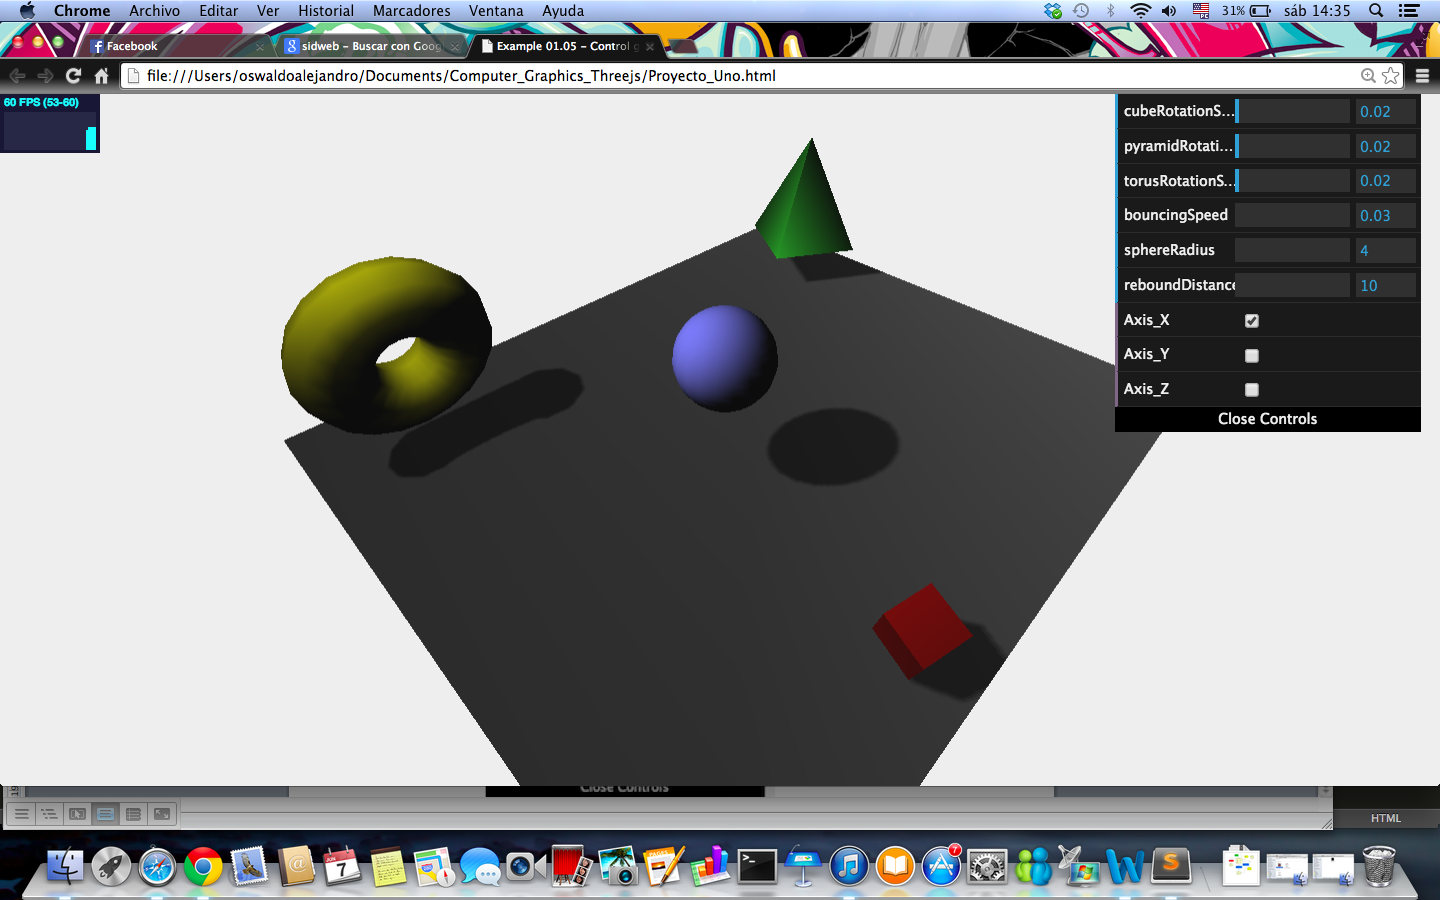 Chrome Archivo Editar Ver Historial Marcadores Ventana Ayuda 31% sáb 14:35
Facebook sidweb – Buscar con Goog Example 01.05 – Control g
file:///Users/oswaldoalejandro/Documents/Computer_Graphics_Threejs/Proyecto_Uno.html
60 FPS (53-60)
cubeRotationS... 0.02
pyramidRotati... 0.02
torusRotationS... 0.02
bouncingSpeed 0.03
sphereRadius 4
reboundDistance 10
Axis_X
Axis_Y
Axis_Z
Close Controls
Close Controls
HTML
JUN
7
7